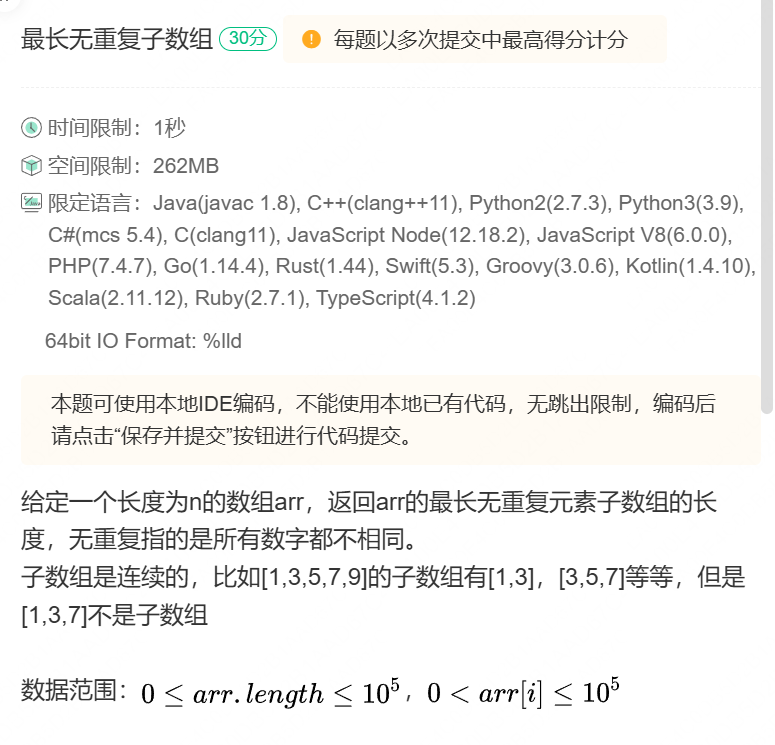 最长无重复子数组 30分 ! 每题以多次提交中最高得分计分
时间限制：1秒
空间限制：262MB
限定语言：Java(javac 1.8), C++(clang++11), Python2(2.7.3), Python3(3.9),
C#(mcs 5.4), C(clang11), JavaScript Node(12.18.2), JavaScript V8(6.0.0),
PHP(7.4.7), Go(1.14.4), Rust(1.44), Swift(5.3), Groovy(3.0.6), Kotlin(1.4.10),
Scala(2.11.12), Ruby(2.7.1), TypeScript(4.1.2)
64bit IO Format: %lld
本题可使用本地IDE编码，不能使用本地已有代码，无跳出限制，编码后
请点击“保存并提交”按钮进行代码提交。
给定一个长度为n的数组arr，返回arr的最长无重复元素子数组的长
度，无重复指的是所有数字都不相同。
子数组是连续的，比如[1,3,5,7,9]的子数组有[1,3]，[3,5,7]等等，但是
[1,3,7]不是子数组
数据范围：0 ≤ arr.length ≤ 10⁵，0 < arr[i] ≤ 10⁵